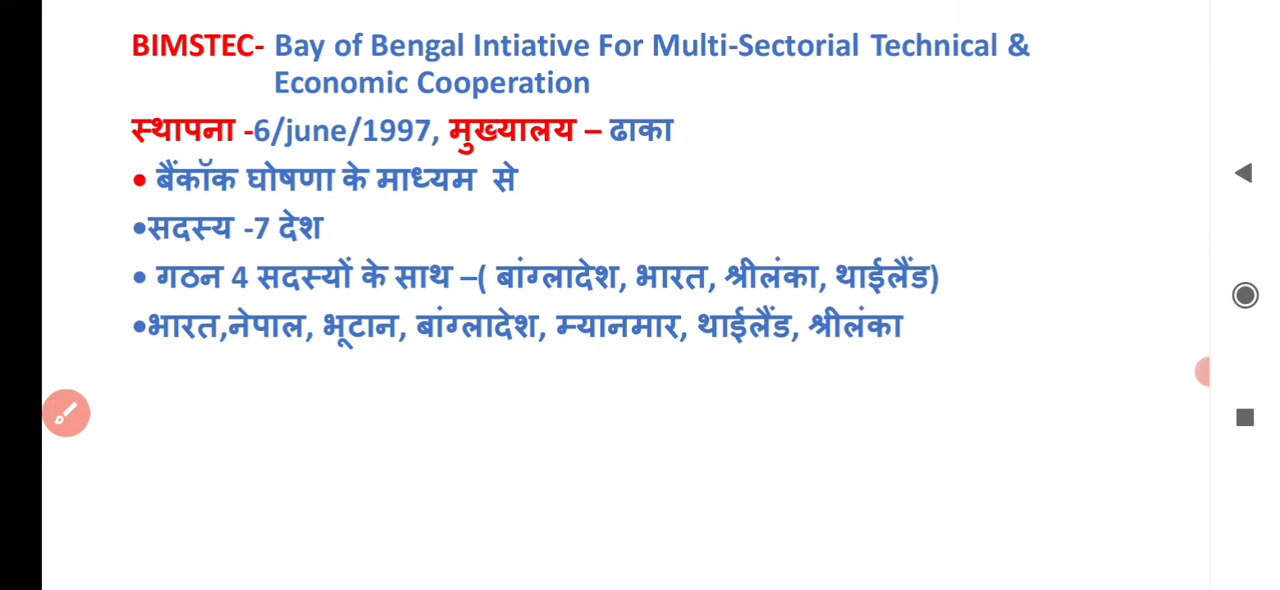 BIMSTEC- Bay of Bengal Intiative For Multi-Sectorial Technical &
Economic Cooperation
स्थापना -6/june/1997, मुख्यालय – ढाका
• बैंकॉक घोषणा के माध्यम से
•सदस्य -7 देश
• गठन 4 सदस्यों के साथ –( बांग्लादेश, भारत, श्रीलंका, थाईलैंड)
•भारत,नेपाल, भूटान, बांग्लादेश, म्यानमार, थाईलैंड, श्रीलंका